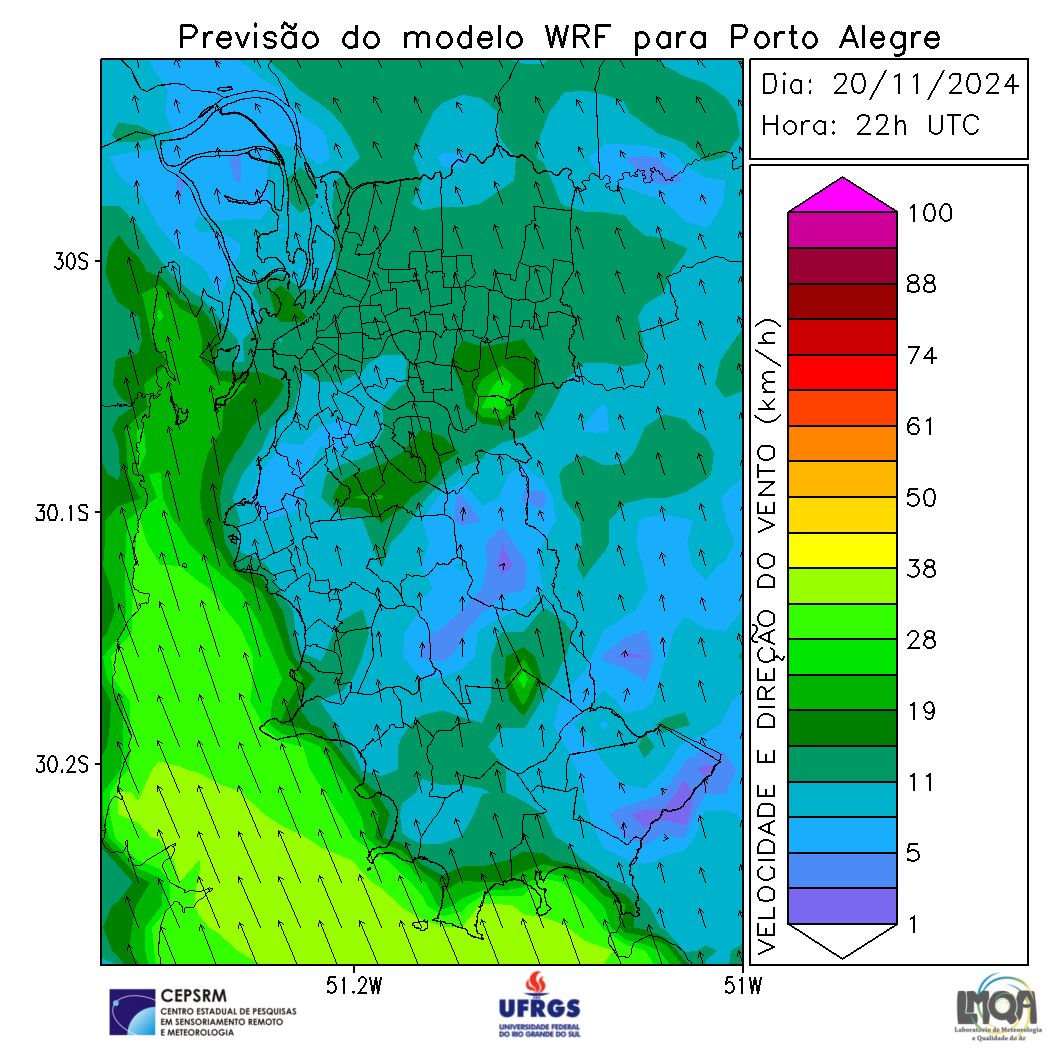 Previsão do modelo WRF para Porto Alegre
Dia: 20/11/2024
Hora: 22h UTC
30S
30.1S
30.2S
51.2W
51W
VELOCIDADE E DIREÇÃO DO VENTO (km/h)
100
88
74
61
50
38
28
19
11
5
1
CEPSRM
CENTRO ESTADUAL DE PESQUISAS
EM SENSORIAMENTO REMOTO
E METEOROLOGIA
UFRGS
UNIVERSIDADE FEDERAL
DO RIO GRANDE DO SUL
LMQA
Laboratório de Meteorologia
e Qualidade do Ar